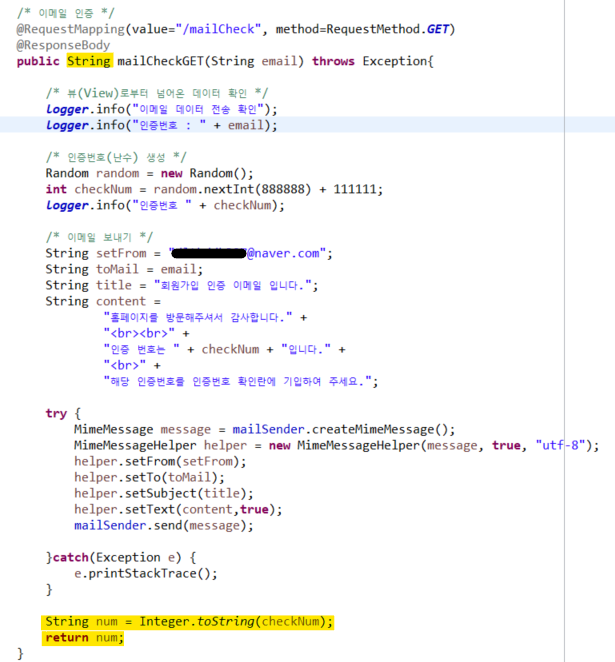 /* 이메일 인증 */
@RequestMapping(value="/mailCheck", method=RequestMethod.GET)
@ResponseBody
public String mailCheckGET(String email) throws Exception{
/* 뷰(View)로부터 넘어온 데이터 확인 */
logger.info("이메일 데이터 전송 확인");
logger.info("인증번호 : " + email);
/* 인증번호(난수) 생성 */
Random random = new Random();
int checkNum = random.nextInt(888888) + 111111;
logger.info("인증번호 " + checkNum);
/* 이메일 보내기 */
String setFrom = "@naver.com";
String toMail = email;
String title = "회원가입 인증 이메일 입니다.";
String content =
"홈페이지를 방문해주셔서 감사합니다." +
"<br><br>" +
"인증 번호는 " + checkNum + "입니다." +
"<br>" +
"해당 인증번호를 인증번호 확인란에 기입하여 주세요.";
try {
MimeMessage message = mailSender.createMimeMessage();
MimeMessageHelper helper = new MimeMessageHelper(message, true, "utf-8");
helper.setFrom(setFrom);
helper.setTo(toMail);
helper.setSubject(title);
helper.setText(content,true);
mailSender.send(message);
}catch(Exception e) {
e.printStackTrace();
}
String num = Integer.toString(checkNum);
return num;
}